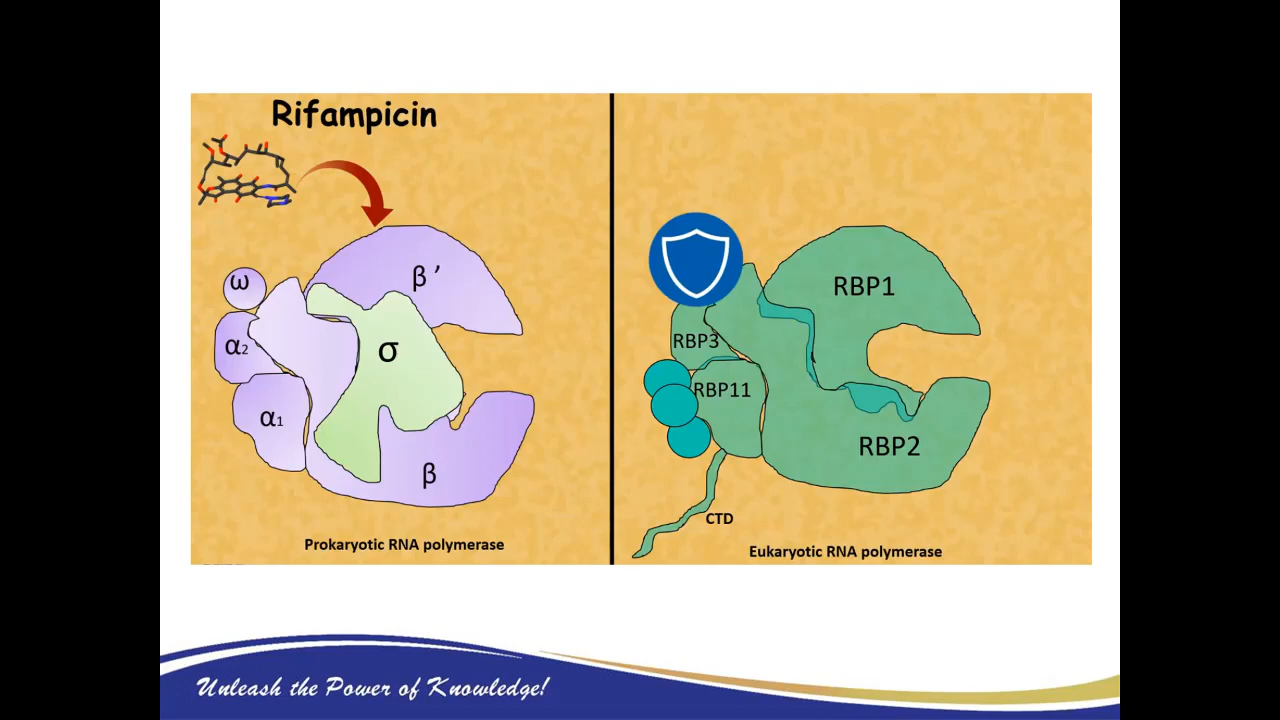 Rifampicin
β ’
ω
α2
σ
α1
β
Prokaryotic RNA polymerase
RBP1
RBP3
RBP11
RBP2
CTD
Eukaryotic RNA polymerase
Unleash the Power of Knowledge!